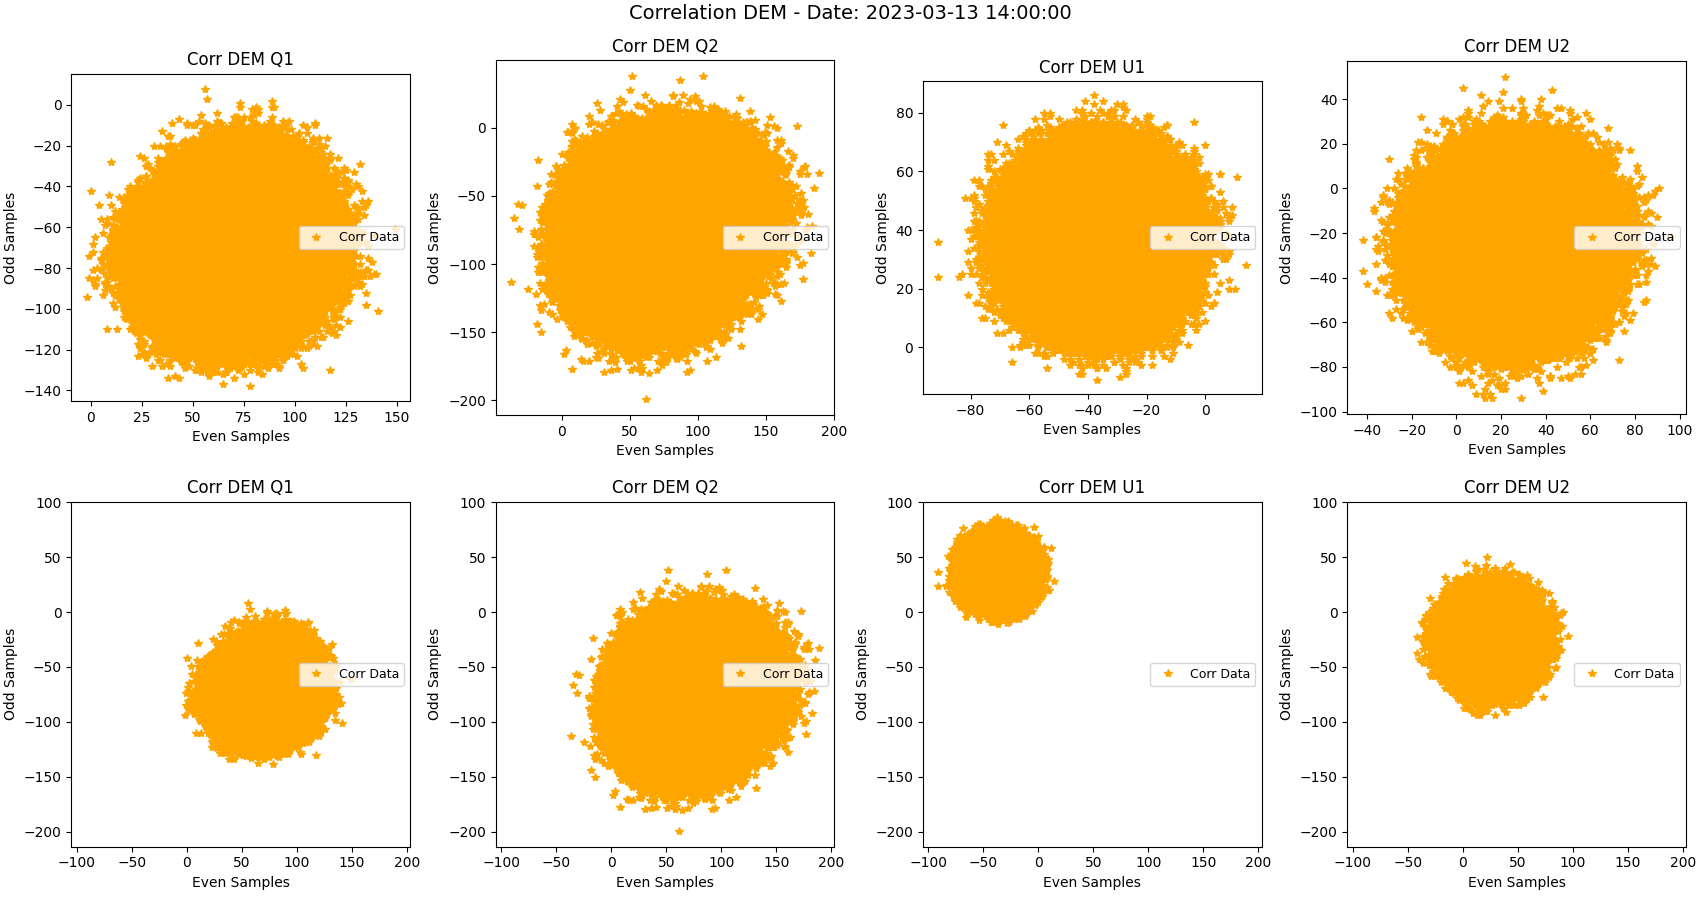 Correlation DEM - Date: 2023-03-13 14:00:00
Corr DEM Q1
Corr DEM Q2
Corr DEM U1
Corr DEM U2
Odd Samples
0
−20
−40
−60
−80
−100
−120
−140
Corr Data
0 25 50 75 100 125 150
Even Samples
Odd Samples
0
−50
−100
−150
−200
Corr Data
0 50 100 150 200
Even Samples
Odd Samples
80
60
40
20
0
Corr Data
−80 −60 −40 −20 0
Even Samples
Odd Samples
40
20
0
−20
−40
−60
−80
−100
Corr Data
−40 −20 0 20 40 60 80 100
Even Samples
Corr DEM Q1
Corr DEM Q2
Corr DEM U1
Corr DEM U2
Odd Samples
100
50
0
−50
−100
−150
−200
Corr Data
−100 −50 0 50 100 150 200
Even Samples
Odd Samples
100
50
0
−50
−100
−150
−200
Corr Data
−100 −50 0 50 100 150 200
Even Samples
Odd Samples
100
50
0
−50
−100
−150
−200
Corr Data
−100 −50 0 50 100 150 200
Even Samples
Odd Samples
100
50
0
−50
−100
−150
−200
Corr Data
−100 −50 0 50 100 150 200
Even Samples